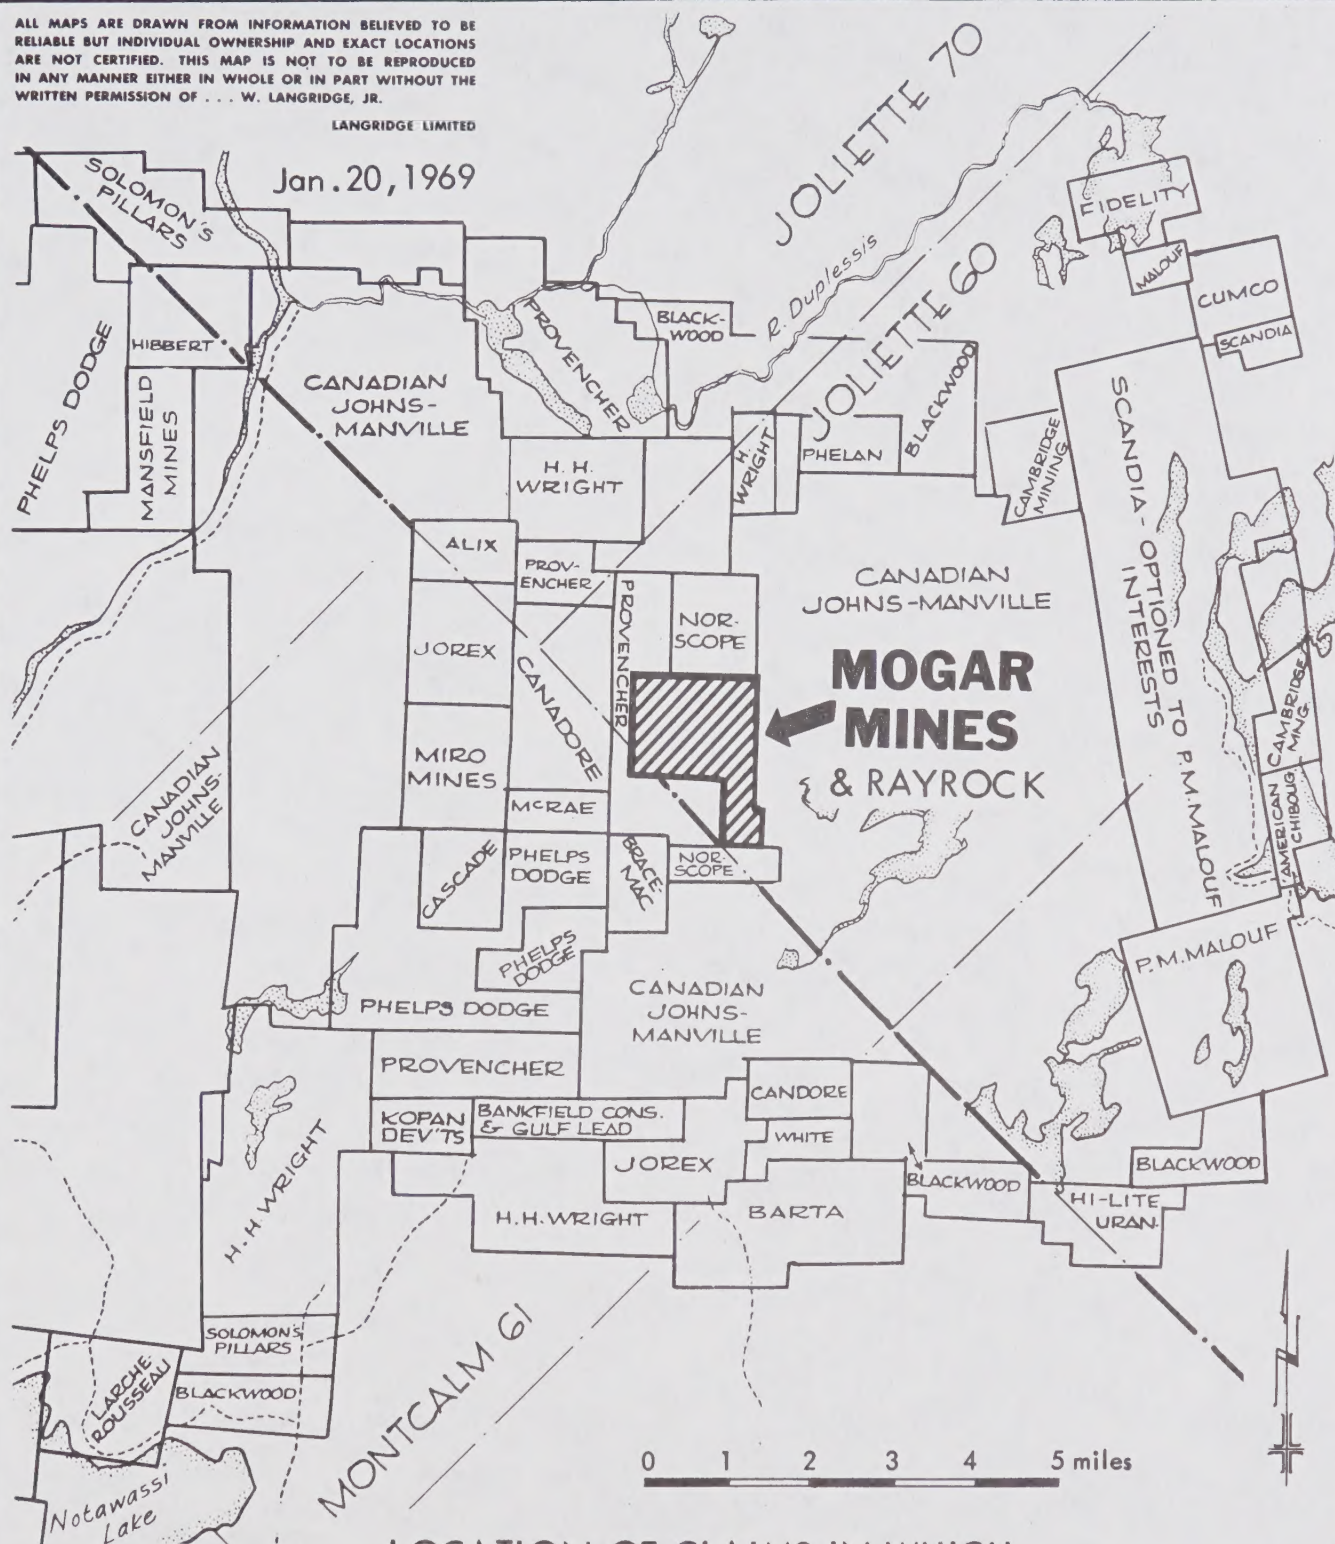 ALL MAPS ARE DRAWN FROM INFORMATION BELIEVED TO BE
RELIABLE BUT INDIVIDUAL OWNERSHIP AND EXACT LOCATIONS
ARE NOT CERTIFIED. THIS MAP IS NOT TO BE REPRODUCED
IN ANY MANNER EITHER IN WHOLE OR IN PART WITHOUT THE
WRITTEN PERMISSION OF . . . W. LANGRIDGE, JR.
LANGRIDGE LIMITED
Jan. 20, 1969
JOLIETTE 70
SOLOMON'S
PILLARS
FIDELITY
MALOUF
CUMCO
SCANDIA
R. Duplessis
JOLIETTE 60
PROVENCHER
BLACK-
WOOD
HIBBERT
PHELPS DODGE
MANSFIELD
MINES
CANADIAN
JOHNS-
MANVILLE
BLACKWOOD
H.
WRIGHT
PHELAN
CAMBRIDGE
MINING
H. H.
WRIGHT
SCANDIA - OPTIONED TO P.M.MALOUF
INTERESTS
ALIX
PROV-
ENCHER
PROVENCHER
NOR-
SCOPE
CANADIAN
JOHNS-MANVILLE
JOREX
CANADORE
MOGAR
MINES
& RAYROCK
CAMBRIDGE
MNG.
MIRO
MINES
McRAE
CANADIAN
JOHNS-
MANVILLE
AMERICAN
CHIBOUG.
CASCADE
PHELPS
DODGE
BRACE-
MAC
NOR-
SCOPE
PHELPS
DODGE
P.M.MALOUF
PHELPS DODGE
CANADIAN
JOHNS-
MANVILLE
PROVENCHER
CANDORE
KOPAN
DEV'TS
BANKFIELD CONS.
& GULF LEAD
WHITE
JOREX
BLACKWOOD
BLACKWOOD
H.H.WRIGHT
H.H.WRIGHT
BARTA
HI-LITE
URAN.
SOLOMON'S
PILLARS
LARCHE-
ROUSSEAU
BLACKWOOD
MONTCALM 61
Notawassi
Lake
0 1 2 3 4 5 miles
LOCATION OF CLAIMS IN WHICH